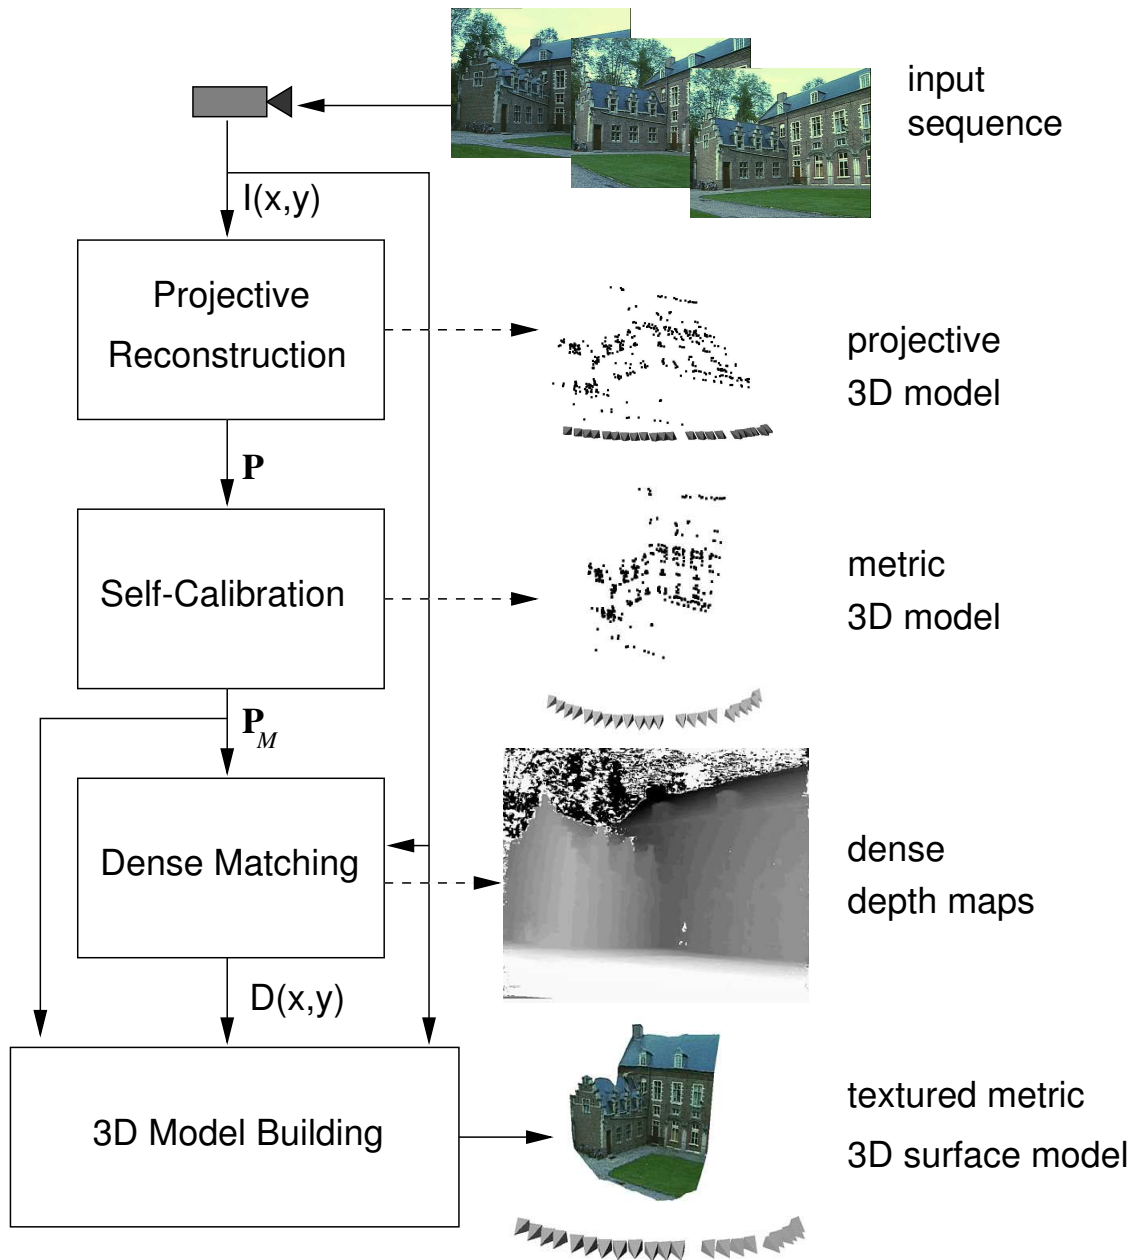 input
sequence
I(x,y)
Projective
Reconstruction
projective
3D model
P
Self-Calibration
metric
3D model
P_M
Dense Matching
dense
depth maps
D(x,y)
3D Model Building
textured metric
3D surface model